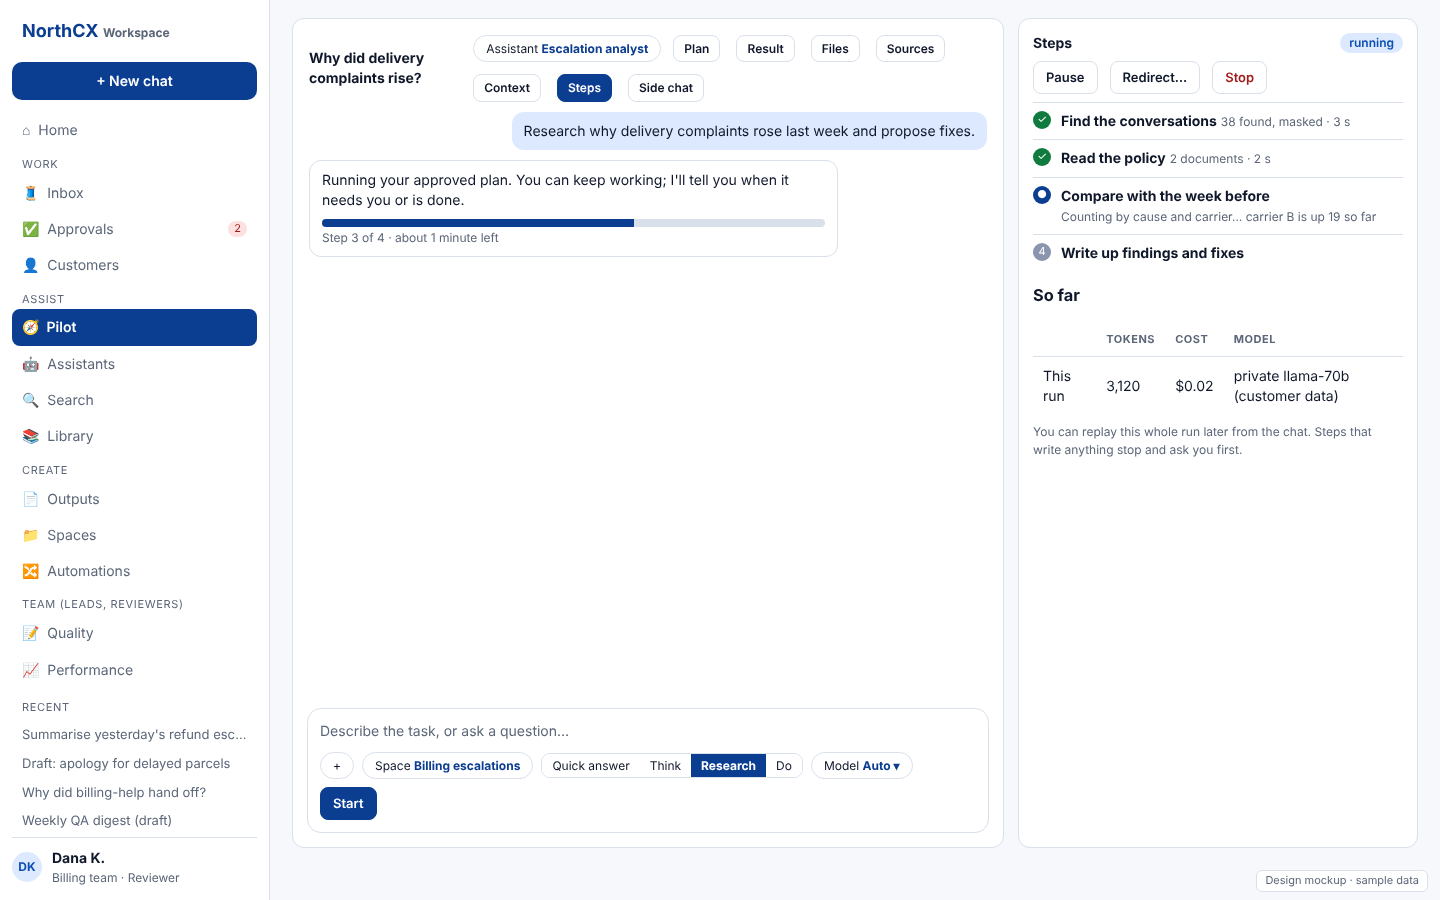 NorthCX Workspace
+ New chat
Home
WORK
Inbox
Approvals 2
Customers
ASSIST
Pilot
Assistants
Search
Library
CREATE
Outputs
Spaces
Automations
TEAM (LEADS, REVIEWERS)
Quality
Performance
RECENT
Summarise yesterday's refund esc...
Draft: apology for delayed parcels
Why did billing-help hand off?
Weekly QA digest (draft)
DK
Dana K.
Billing team · Reviewer
Why did delivery
complaints rise?
Assistant Escalation analyst
Plan
Result
Files
Sources
Context
Steps
Side chat
Research why delivery complaints rose last week and propose fixes.
Running your approved plan. You can keep working; I'll tell you when it
needs you or is done.
Step 3 of 4 · about 1 minute left
Describe the task, or ask a question...
+
Space Billing escalations
Quick answer
Think
Research
Do
Model Auto ▾
Start
Steps
running
Pause
Redirect...
Stop
Find the conversations 38 found, masked · 3 s
Read the policy 2 documents · 2 s
Compare with the week before
Counting by cause and carrier... carrier B is up 19 so far
4 Write up findings and fixes
So far
TOKENS COST MODEL
This run 3,120 $0.02 private llama-70b (customer data)
You can replay this whole run later from the chat. Steps that
write anything stop and ask you first.
Design mockup · sample data